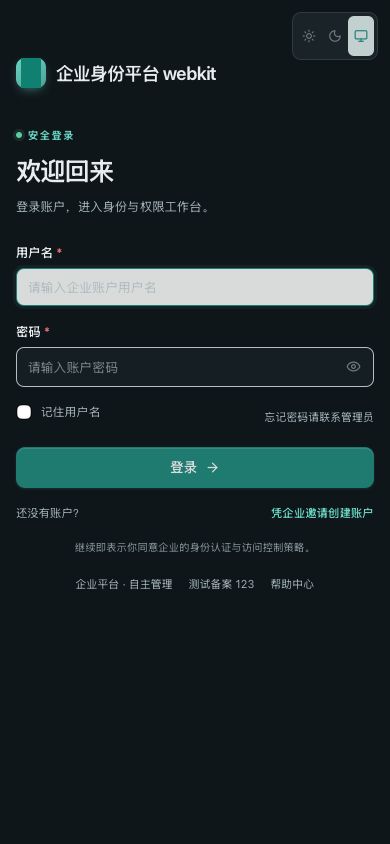 企业身份平台 webkit
安全登录
欢迎回来
登录账户，进入身份与权限工作台。
用户名 *
请输入企业账户用户名
密码 *
请输入账户密码
记住用户名
忘记密码请联系管理员
登录 →
还没有账户?
凭企业邀请创建账户
继续即表示你同意企业的身份认证与访问控制策略。
企业平台 · 自主管理 测试备案 123 帮助中心